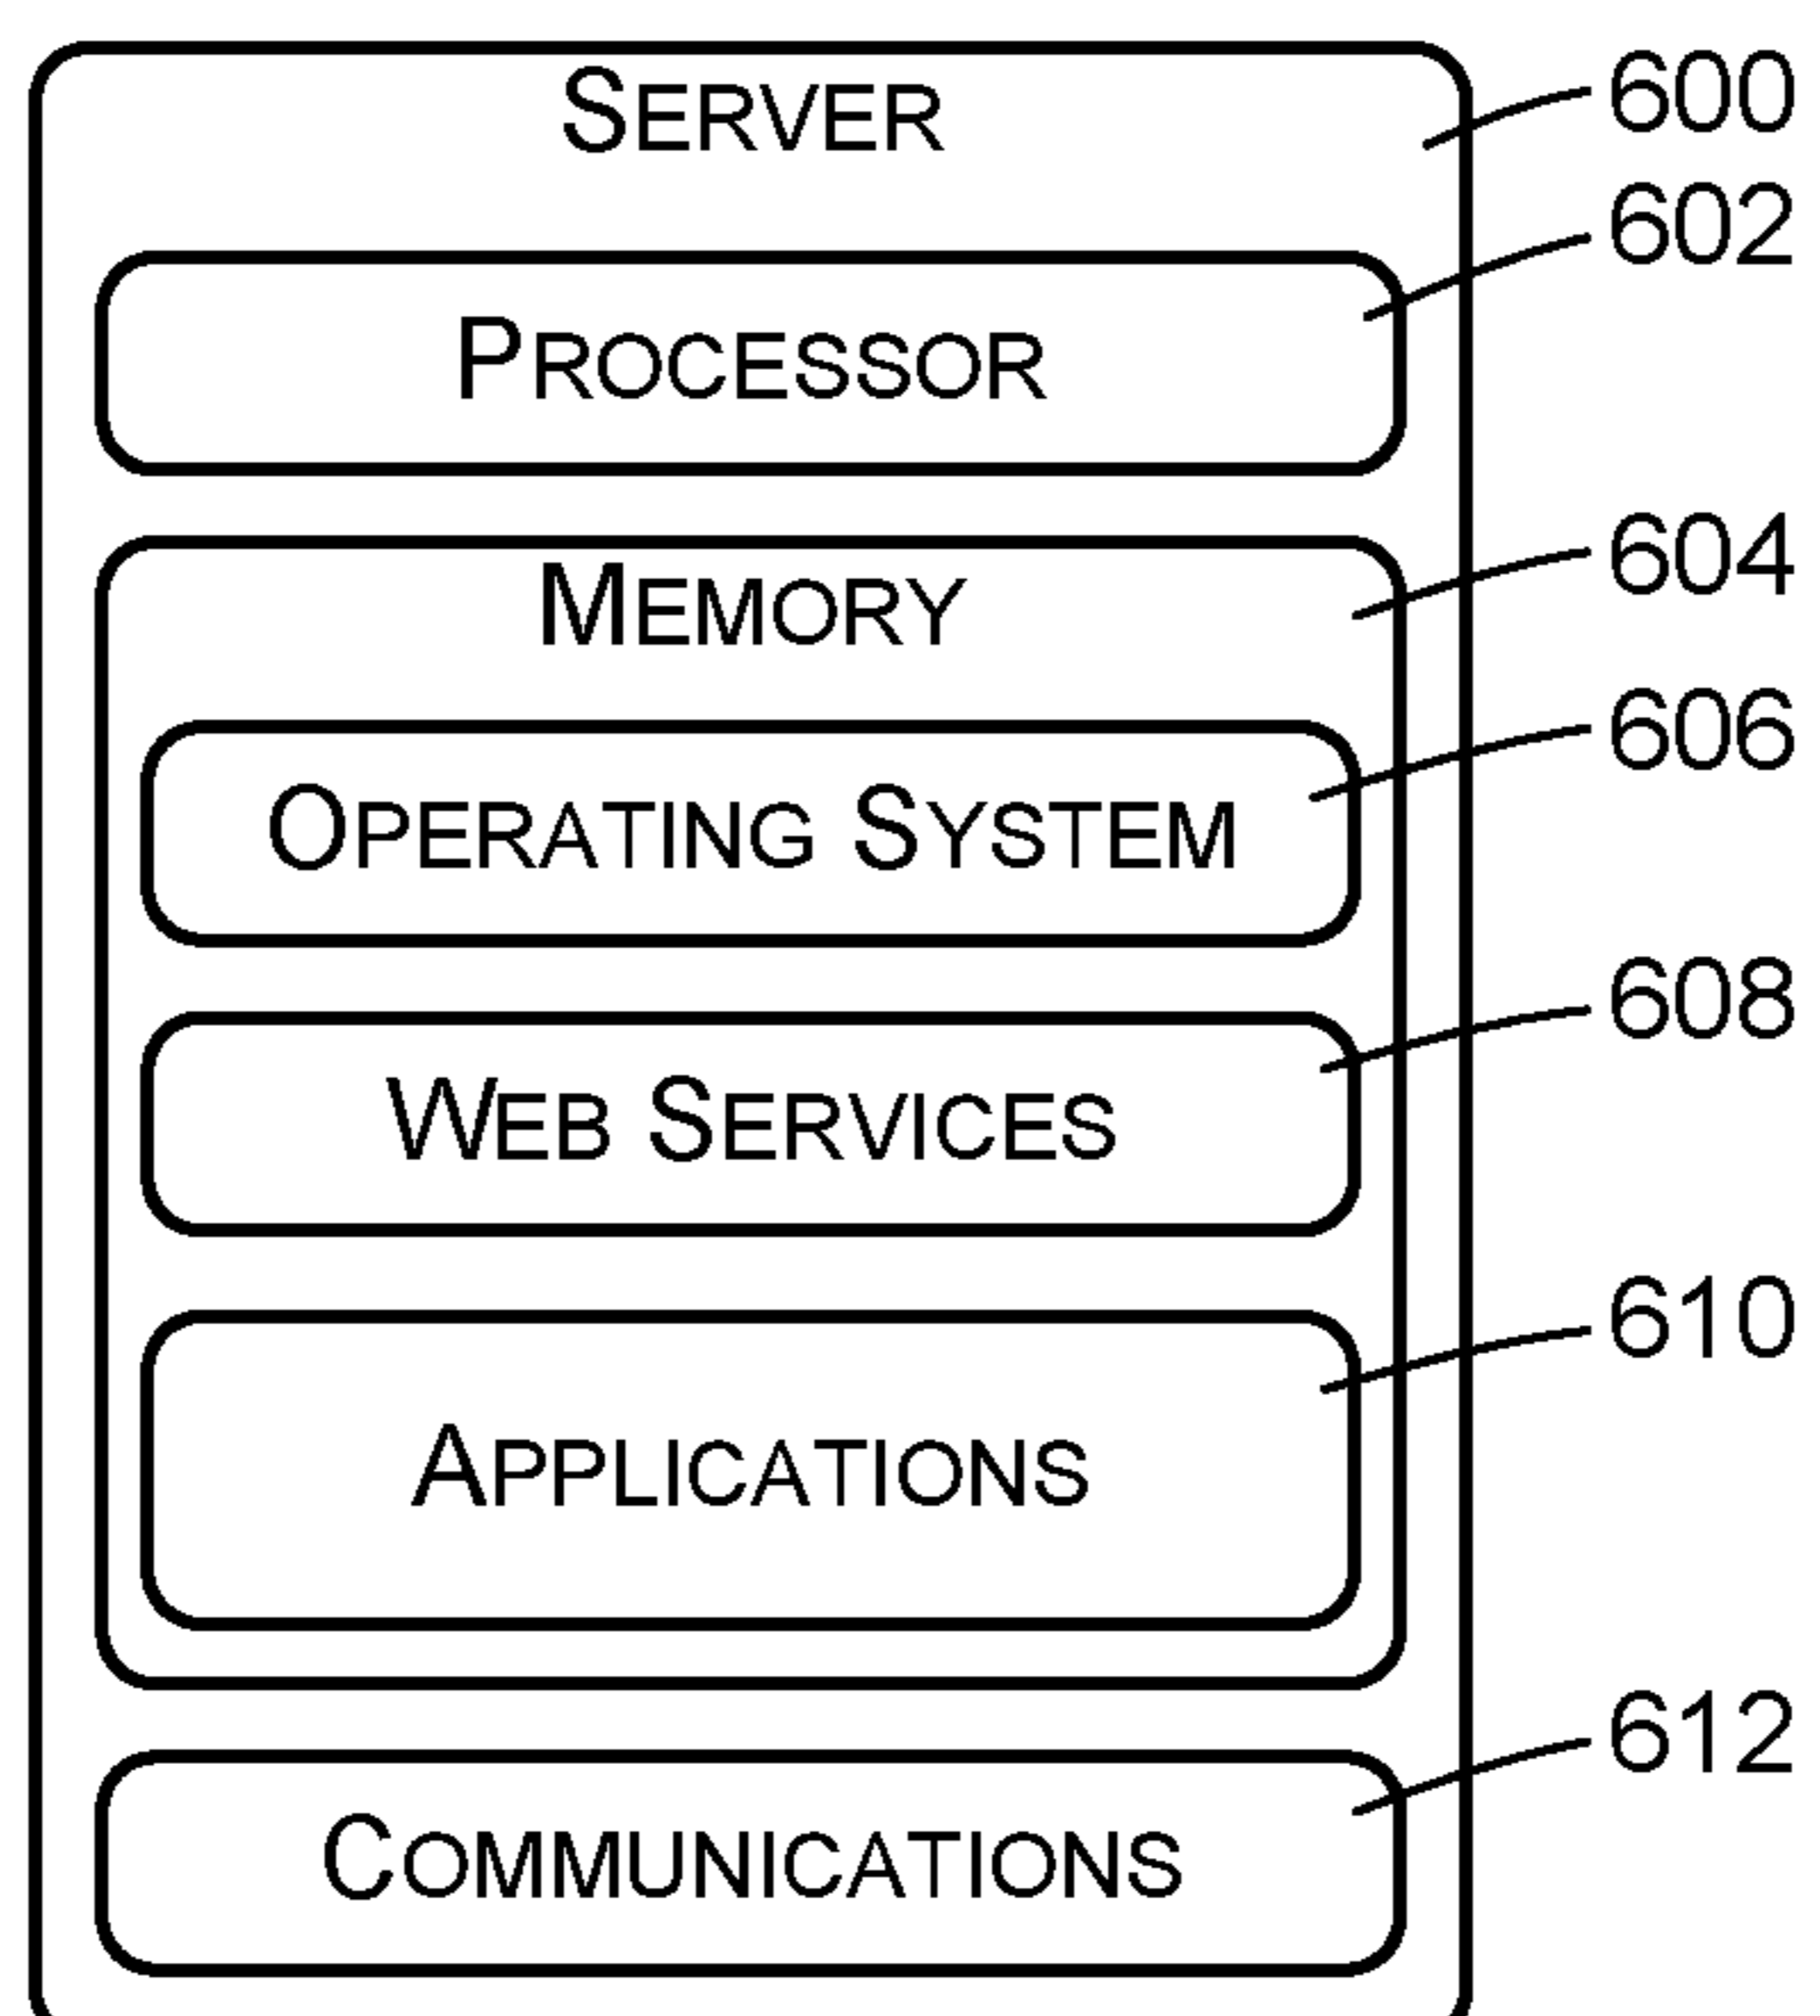 SERVER
600
602
PROCESSOR
604
MEMORY
606
OPERATING SYSTEM
608
WEB SERVICES
610
APPLICATIONS
612
COMMUNICATIONS